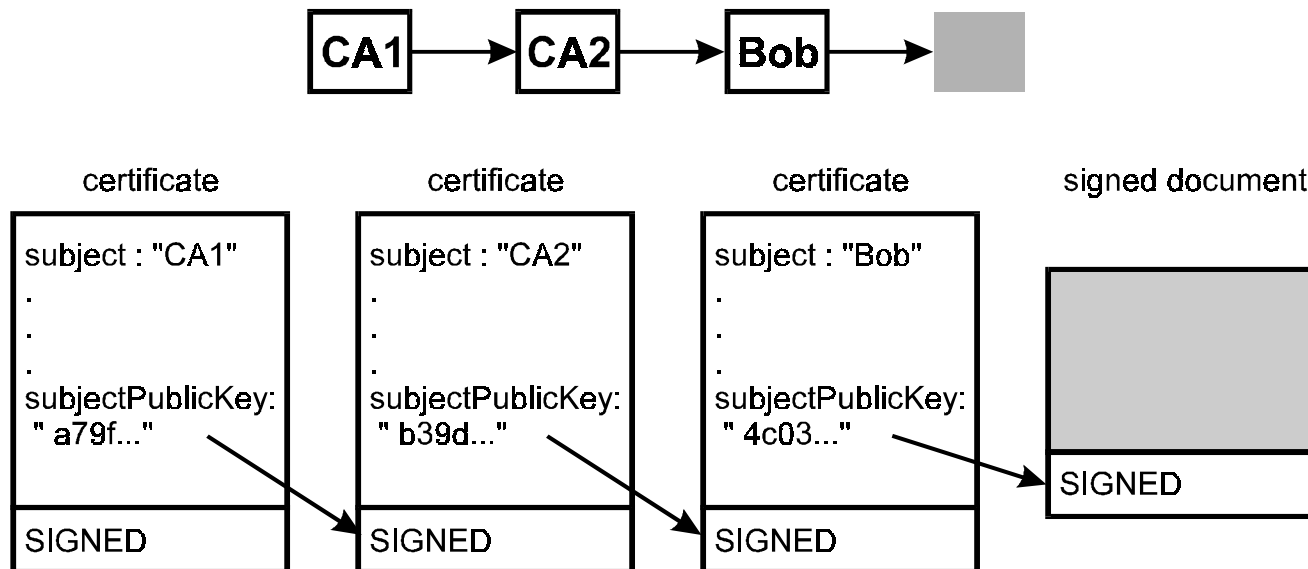 CA1 CA2 Bob
certificate certificate certificate signed document
subject : "CA1"
.
.
.
subjectPublicKey:
" a79f..."
SIGNED
subject : "CA2"
.
.
.
subjectPublicKey:
" b39d..."
SIGNED
subject : "Bob"
.
.
.
subjectPublicKey:
" 4c03..."
SIGNED
SIGNED